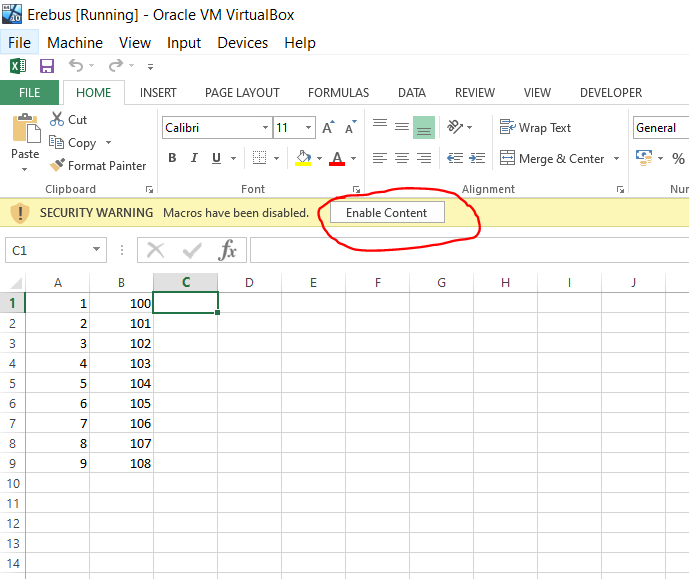 Erebus [Running] - Oracle VM VirtualBox
File Machine View Input Devices Help
FILE HOME INSERT PAGE LAYOUT FORMULAS DATA REVIEW VIEW DEVELOPER
Paste
Cut
Copy
Format Painter
Clipboard
Calibri 11 A A
B I U A
Font
Wrap Text
Merge & Center
Alignment
General
%
Num
SECURITY WARNING Macros have been disabled. Enable Content
C1 fx
A B C D E F G H I J
1 1 100
2 2 101
3 3 102
4 4 103
5 5 104
6 6 105
7 7 106
8 8 107
9 9 108
10
11
12
13
14